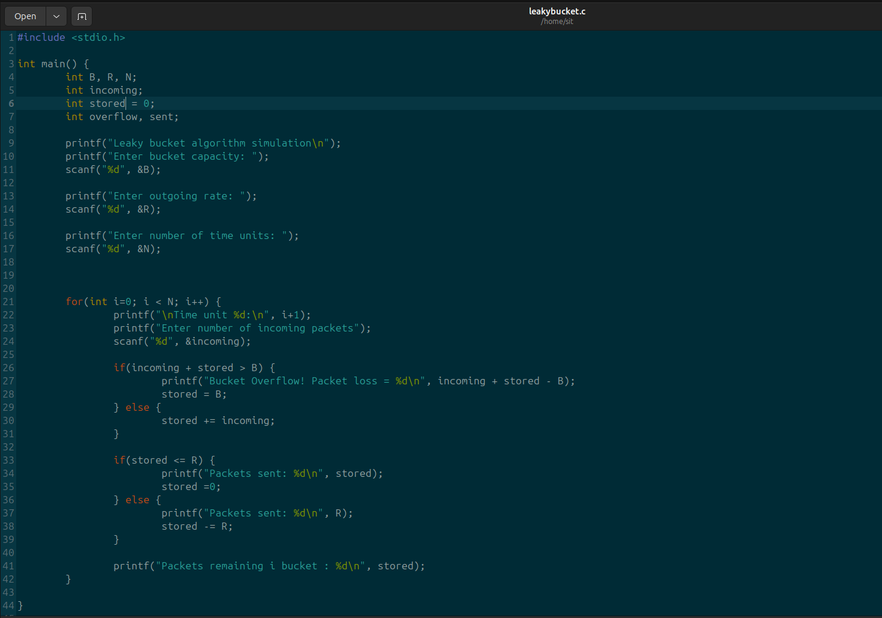 Open
leakybucket.c
/home/sit
1 #include <stdio.h>
2
3 int main() {
4         int B, R, N;
5         int incoming;
6         int stored = 0;
7         int overflow, sent;
8
9         printf("Leaky bucket algorithm simulation\n");
10         printf("Enter bucket capacity: ");
11         scanf("%d", &B);
12
13         printf("Enter outgoing rate: ");
14         scanf("%d", &R);
15
16         printf("Enter number of time units: ");
17         scanf("%d", &N);
18
19
20
21         for(int i=0; i < N; i++) {
22                 printf("\nTime unit %d:\n", i+1);
23                 printf("Enter number of incoming packets");
24                 scanf("%d", &incoming);
25
26                 if(incoming + stored > B) {
27                         printf("Bucket Overflow! Packet loss = %d\n", incoming + stored - B);
28                         stored = B;
29                 } else {
30                         stored += incoming;
31                 }
32
33                 if(stored <= R) {
34                         printf("Packets sent: %d\n", stored);
35                         stored =0;
36                 } else {
37                         printf("Packets sent: %d\n", R);
38                         stored -= R;
39                 }
40
41                 printf("Packets remaining i bucket : %d\n", stored);
42         }
43
44 }